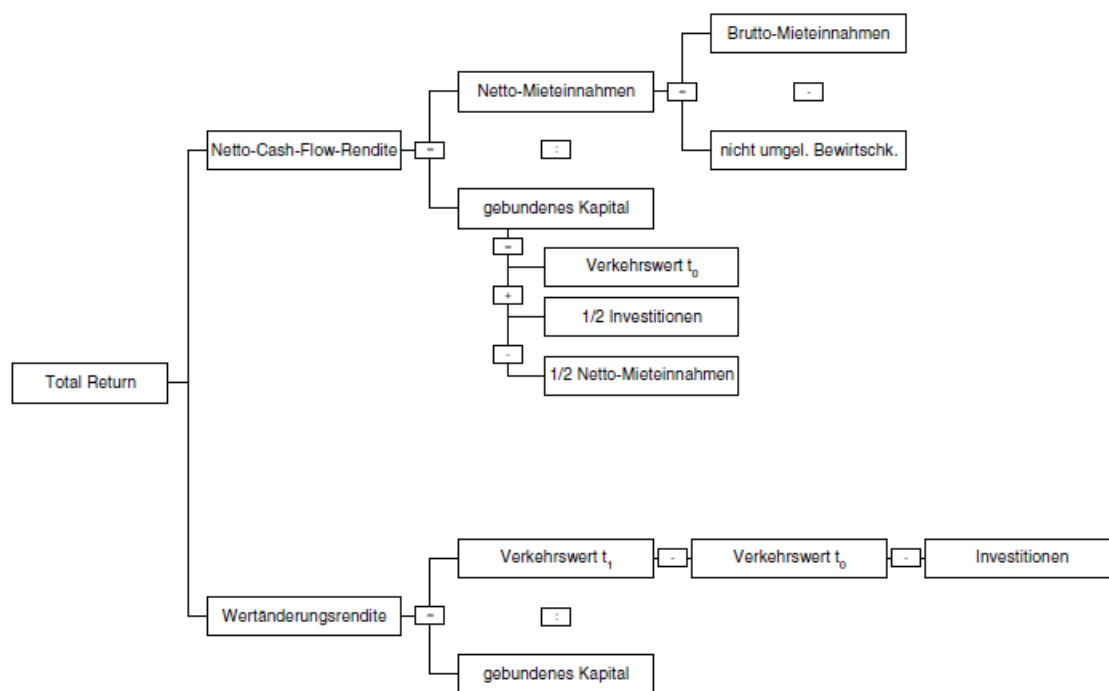 Brutto-Mieteinnahmen
Netto-Mieteinnahmen
=
-
Netto-Cash-Flow-Rendite
=
:
nicht umgel. Bewirtschk.
gebundenes Kapital
=
Verkehrswert t₀
+
1/2 Investitionen
-
1/2 Netto-Mieteinnahmen
Total Return
Verkehrswert t₁ - Verkehrswert t₀ - Investitionen
Wertänderungsrendite
=
:
gebundenes Kapital